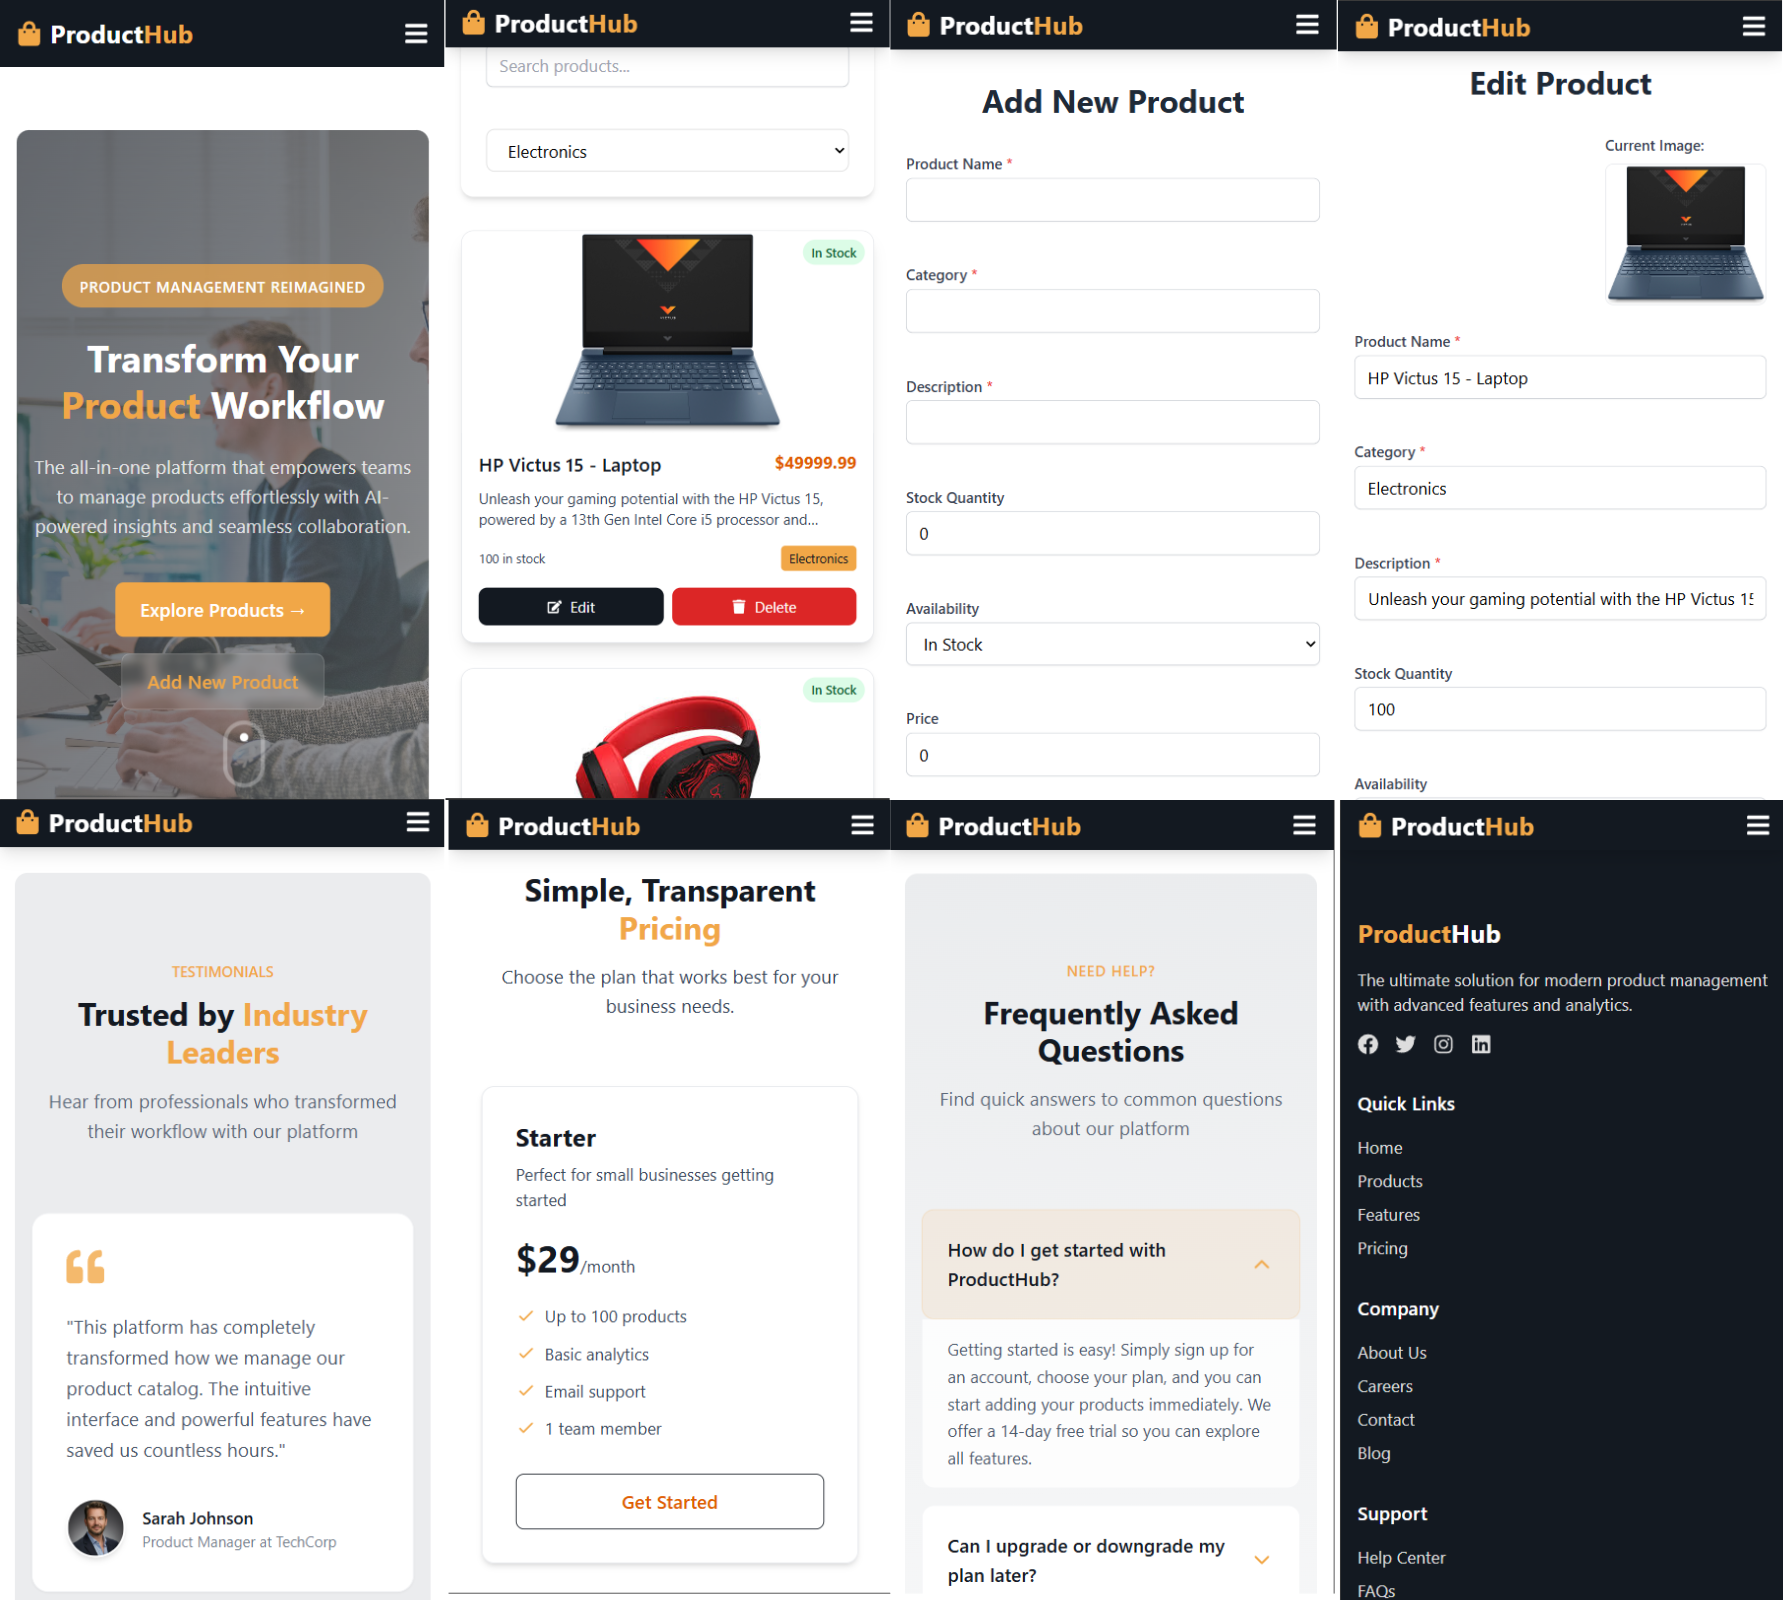 ProductHub
PRODUCT MANAGEMENT REIMAGINED
Transform Your
Product Workflow
The all-in-one platform that empowers teams
to manage products effortlessly with AI-
powered insights and seamless collaboration.
Explore Products →
Add New Product
ProductHub
Search products...
Electronics
In Stock
HP Victus 15 - Laptop
$49999.99
Unleash your gaming potential with the HP Victus 15,
powered by a 13th Gen Intel Core i5 processor and...
100 in stock
Electronics
Edit
Delete
In Stock
ProductHub
Add New Product
Product Name *
Category *
Description *
Stock Quantity
0
Availability
In Stock
Price
0
ProductHub
Edit Product
Current Image:
Product Name *
HP Victus 15 - Laptop
Category *
Electronics
Description *
Unleash your gaming potential with the HP Victus 15
Stock Quantity
100
Availability
ProductHub
TESTIMONIALS
Trusted by Industry
Leaders
Hear from professionals who transformed
their workflow with our platform
"This platform has completely
transformed how we manage our
product catalog. The intuitive
interface and powerful features have
saved us countless hours."
Sarah Johnson
Product Manager at TechCorp
ProductHub
Simple, Transparent
Pricing
Choose the plan that works best for your
business needs.
Starter
Perfect for small businesses getting
started
$29/month
Up to 100 products
Basic analytics
Email support
1 team member
Get Started
ProductHub
NEED HELP?
Frequently Asked
Questions
Find quick answers to common questions
about our platform
How do I get started with
ProductHub?
Getting started is easy! Simply sign up for
an account, choose your plan, and you can
start adding your products immediately. We
offer a 14-day free trial so you can explore
all features.
Can I upgrade or downgrade my
plan later?
ProductHub
ProductHub
The ultimate solution for modern product management
with advanced features and analytics.
Quick Links
Home
Products
Features
Pricing
Company
About Us
Careers
Contact
Blog
Support
Help Center
FAQs